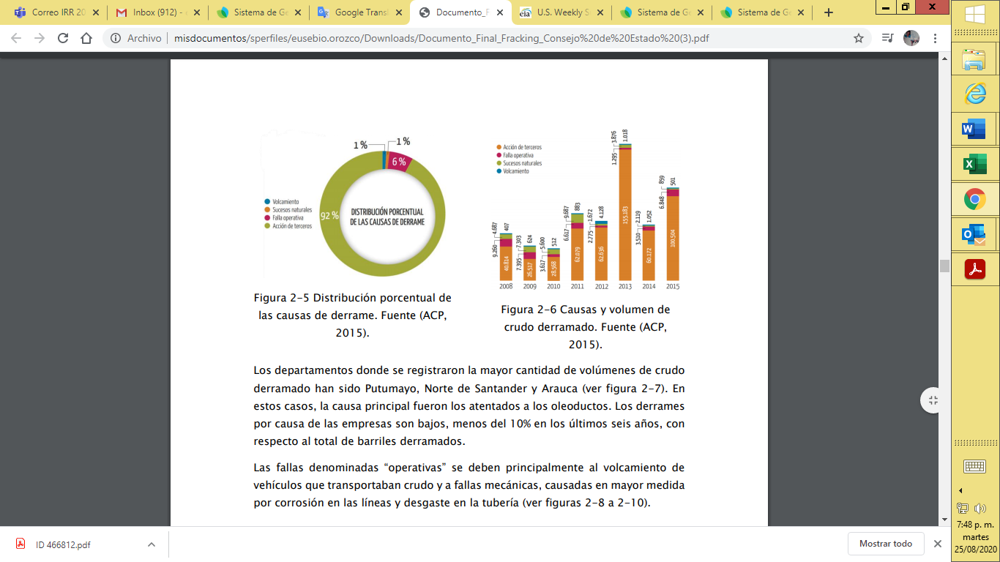 Correo IRR 20
Inbox (912) -
Sistema de Ge
Google Transl
Documento_F
U.S. Weekly S
Sistema de Ge
Sistema de Ge
Archivo
misdocumentos/sperfiles/eusebio.orozco/Downloads/Documento_Final_Fracking_Consejo%20de%20Estado%20(3).pdf
1 %
1 %
6 %
92 %
Volcamiento
Sucesos naturales
Falla operativa
Acción de terceros
DISTRIBUCIÓN PORCENTUAL
DE LAS CAUSAS DE DERRAME
Acción de terceros
Falla operativa
Sucesos naturales
Volcamiento
40.814
9.260
4.687
407
26.517
7.395
7.303
624
28.568
3.617
5.600
512
62.079
6.617
9.687
883
62.636
2.775
1.672
4.128
155.183
1.295
3.876
1.018
60.172
3.510
2.119
1.052
100.504
6.848
859
501
2008 2009 2010 2011 2012 2013 2014 2015
Figura 2-5 Distribución porcentual de
las causas de derrame. Fuente (ACP,
2015).
Figura 2-6 Causas y volumen de
crudo derramado. Fuente (ACP,
2015).
Los departamentos donde se registraron la mayor cantidad de volúmenes de crudo
derramado han sido Putumayo, Norte de Santander y Arauca (ver figura 2-7). En
estos casos, la causa principal fueron los atentados a los oleoductos. Los derrames
por causa de las empresas son bajos, menos del 10% en los últimos seis años, con
respecto al total de barriles derramados.
Las fallas denominadas “operativas” se deben principalmente al volcamiento de
vehículos que transportaban crudo y a fallas mecánicas, causadas en mayor medida
por corrosión en las líneas y desgaste en la tubería (ver figuras 2-8 a 2-10).
ID 466812.pdf
Mostrar todo
7:48 p. m.
martes
25/08/2020